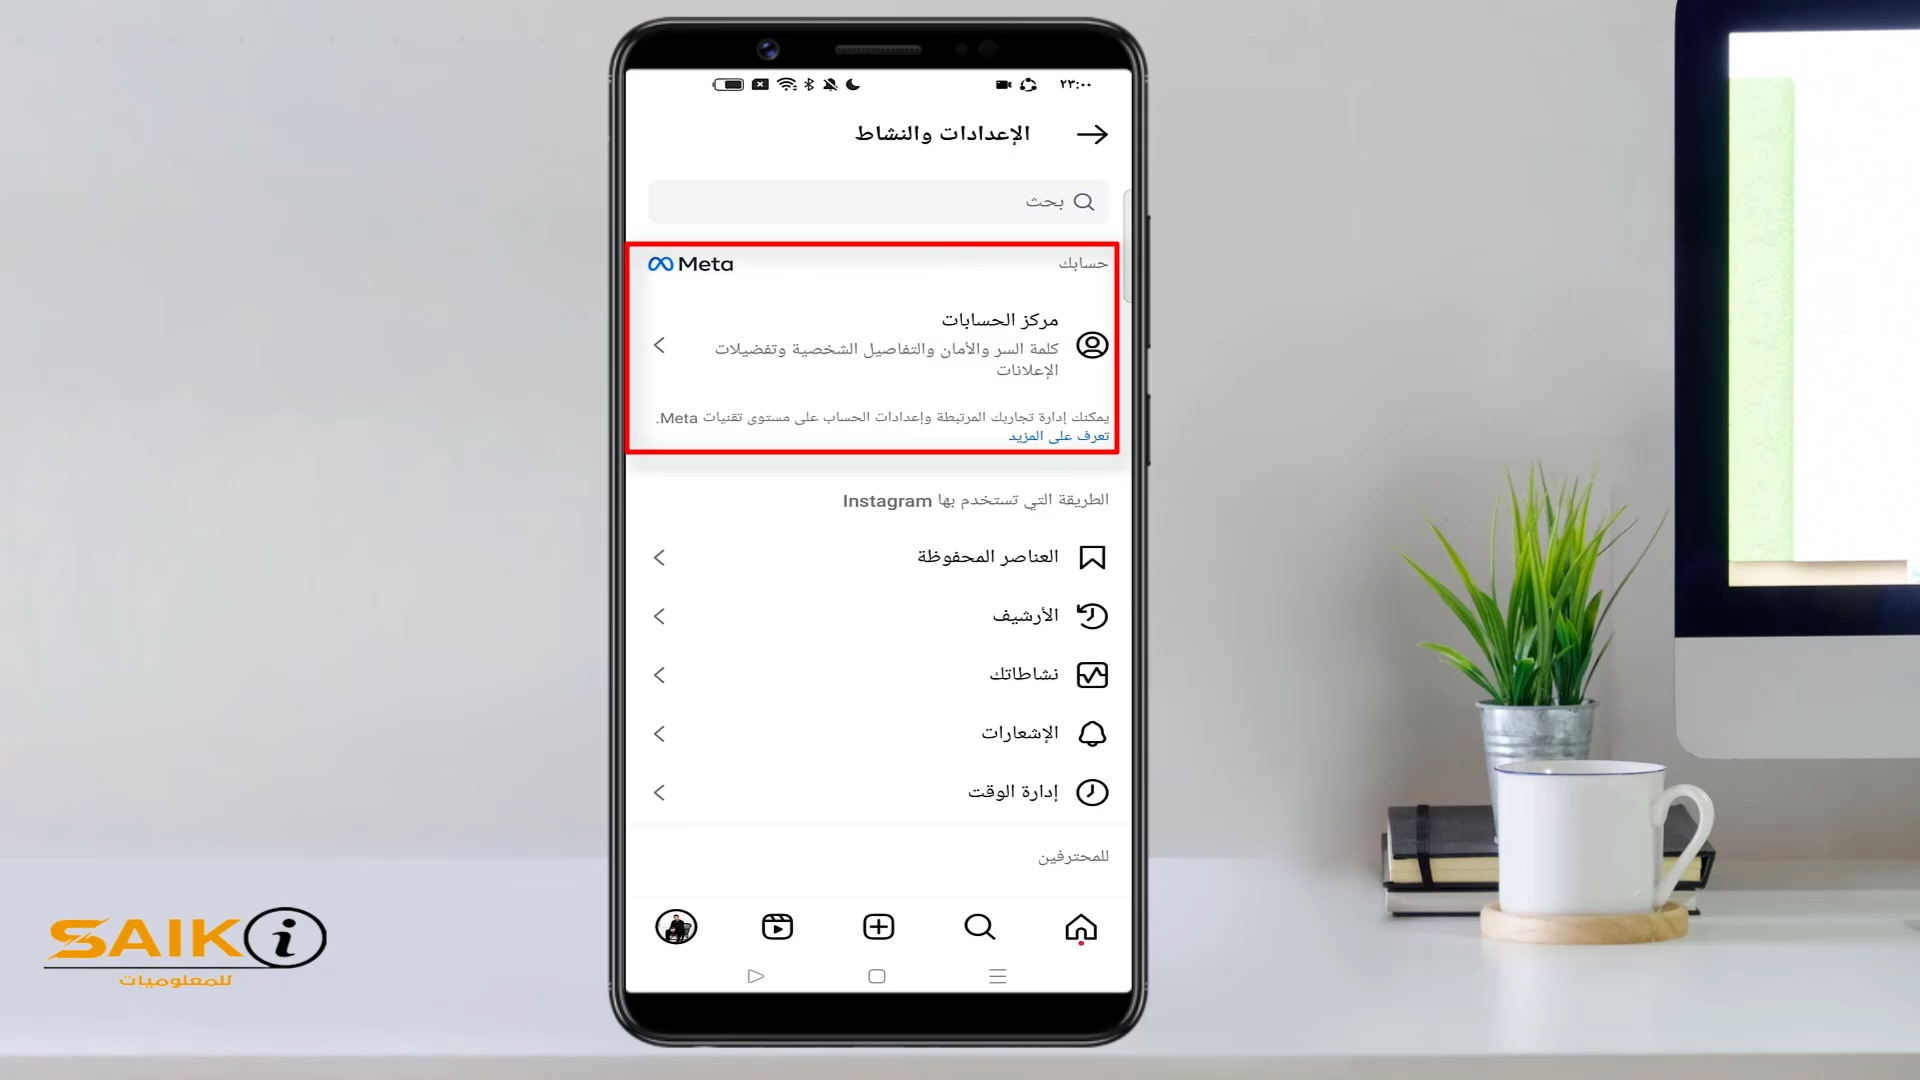 ٢٣:٠٠
الإعدادات والنشاط
بحث
حسابك
Meta
مركز الحسابات
كلمة السر والأمان والتفاصيل الشخصية وتفضيلات
الإعلانات
يمكنك إدارة تجاربك المرتبطة وإعدادات الحساب على مستوى تقنيات Meta.
تعرف على المزيد
الطريقة التي تستخدم بها Instagram
العناصر المحفوظة
الأرشيف
نشاطاتك
الإشعارات
إدارة الوقت
للمحترفين
SAIKi
للمعلوميات